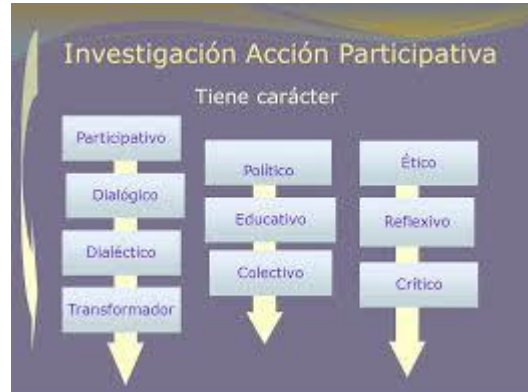 Investigación Acción Participativa
Tiene carácter
Participativo
Dialógico
Dialéctico
Transformador
Político
Educativo
Colectivo
Ético
Reflexivo
Crítico